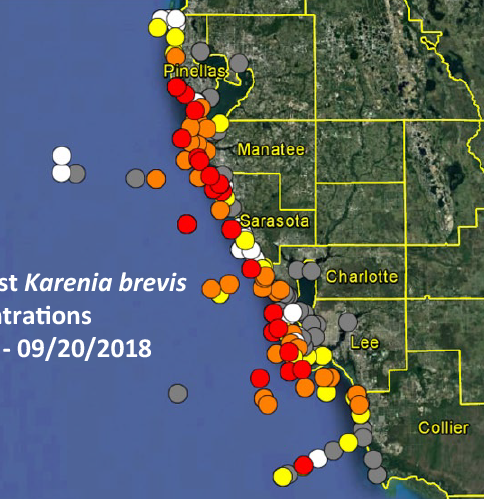 Pinellas
Manatee
Sarasota
Charlotte
st Karenia brevis
ntrations
Lee
- 09/20/2018
Collier